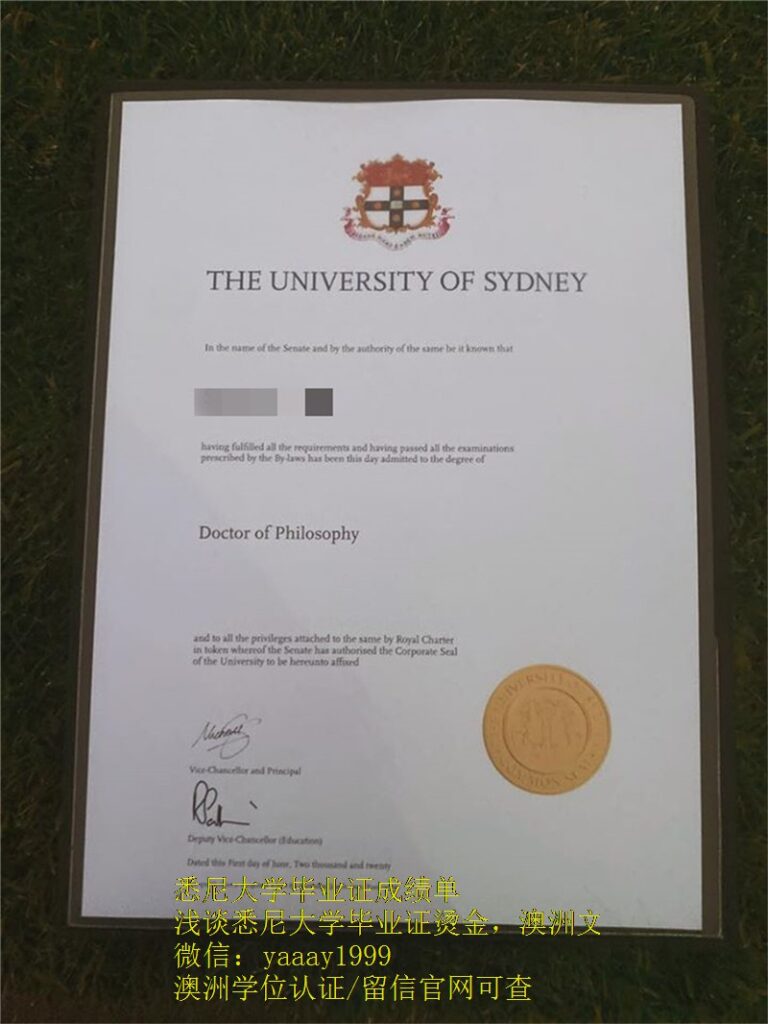 THE UNIVERSITY OF SYDNEY
In the name of the Senate and by the authority of the same be it known that
having fulfilled all the requirements and having passed all the examinations
prescribed by the By-laws has been this day admitted to the degree of
Doctor of Philosophy
and to all the privileges attached to the same by Royal Charter
in token whereof the Senate has authorised the Corporate Seal
of the University to be hereunto affixed
Vice-Chancellor and Principal
Deputy Vice-Chancellor (Education)
Dated this First day of June, Two thousand and twenty
悉尼大学毕业证成绩单
浅谈悉尼大学毕业证烫金，澳洲文
微信：yaaay1999
澳洲学位认证/留信官网可查